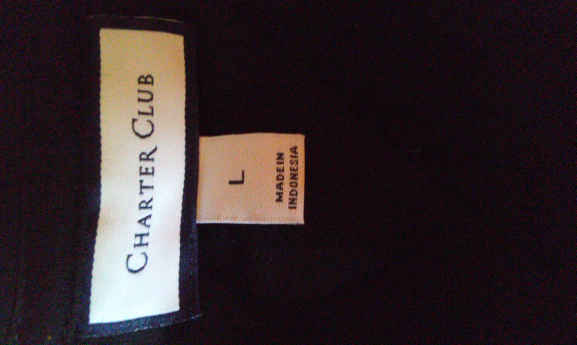 CHARTER CLUB
L
MADE IN
INDONESIA